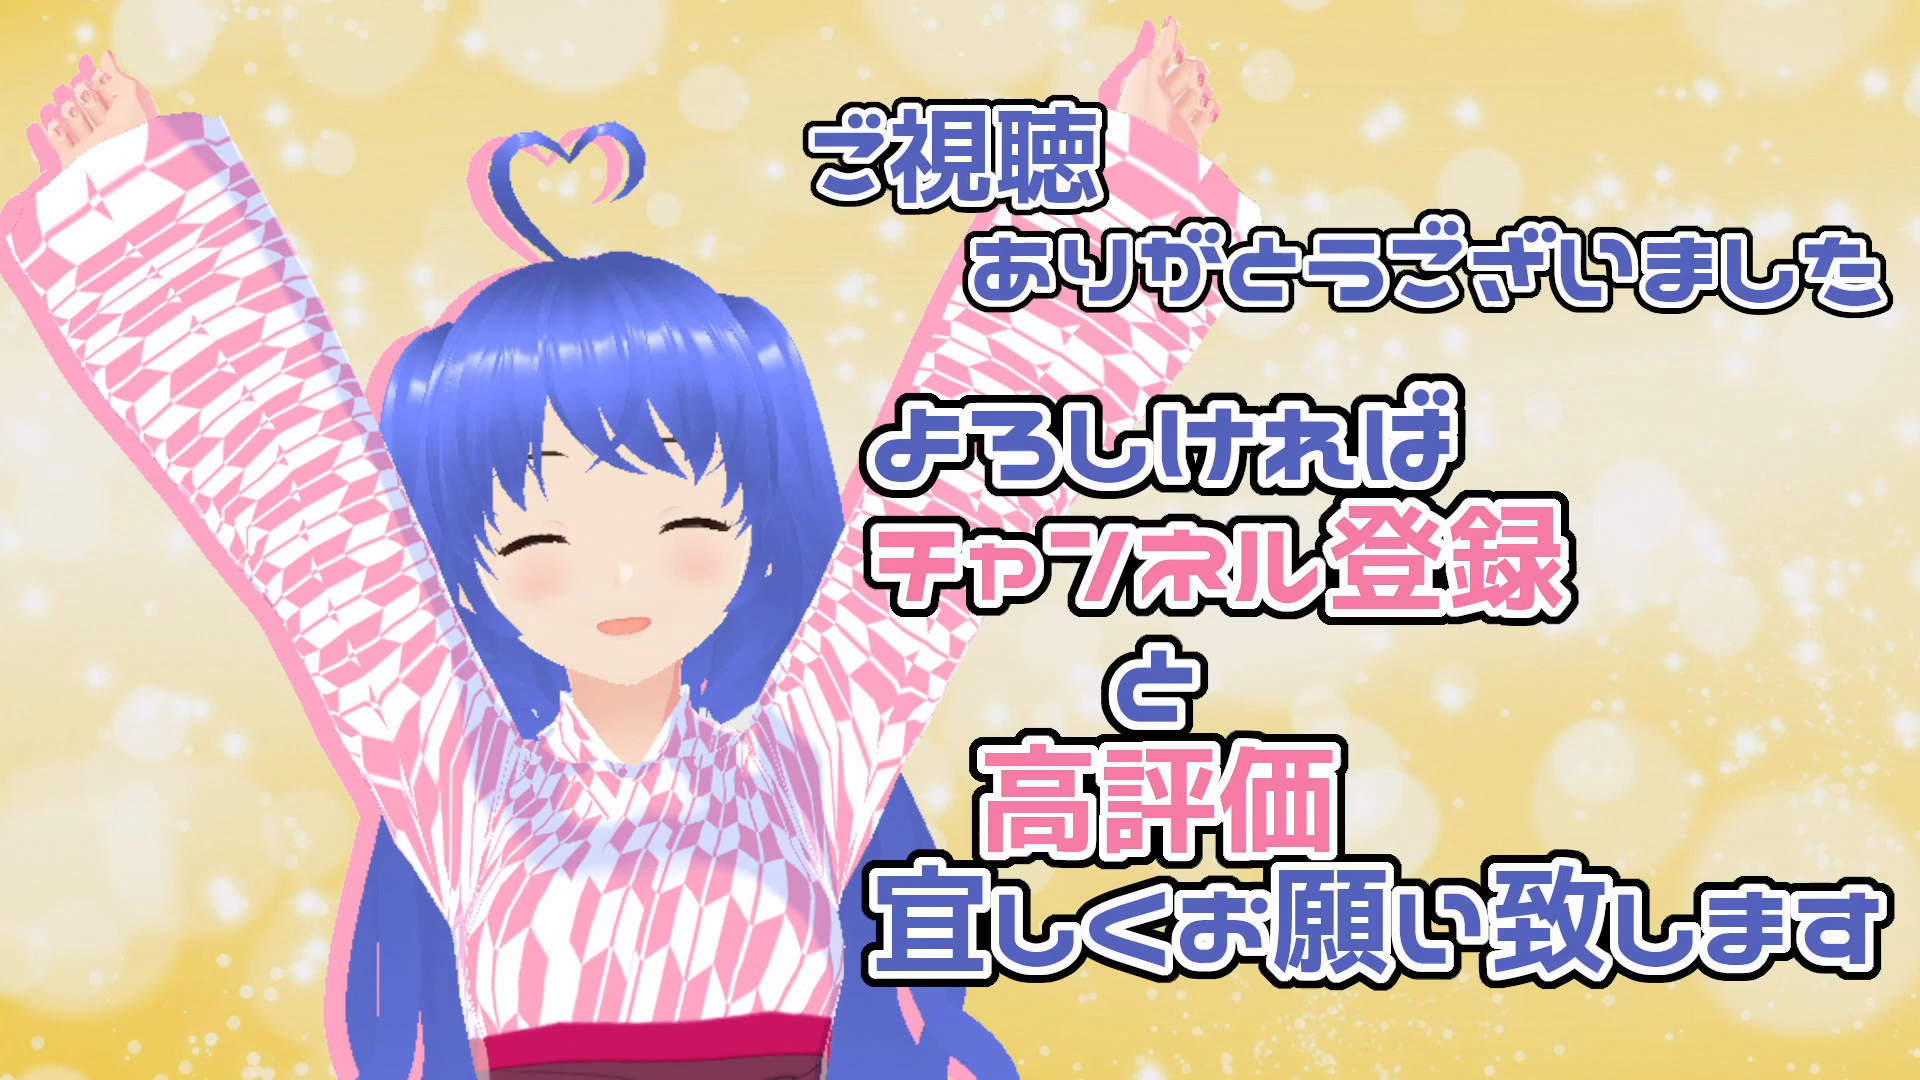 ご視聴
ありがとうございました
よろしければ
チャンネル登録
と
高評価
宜しくお願い致します